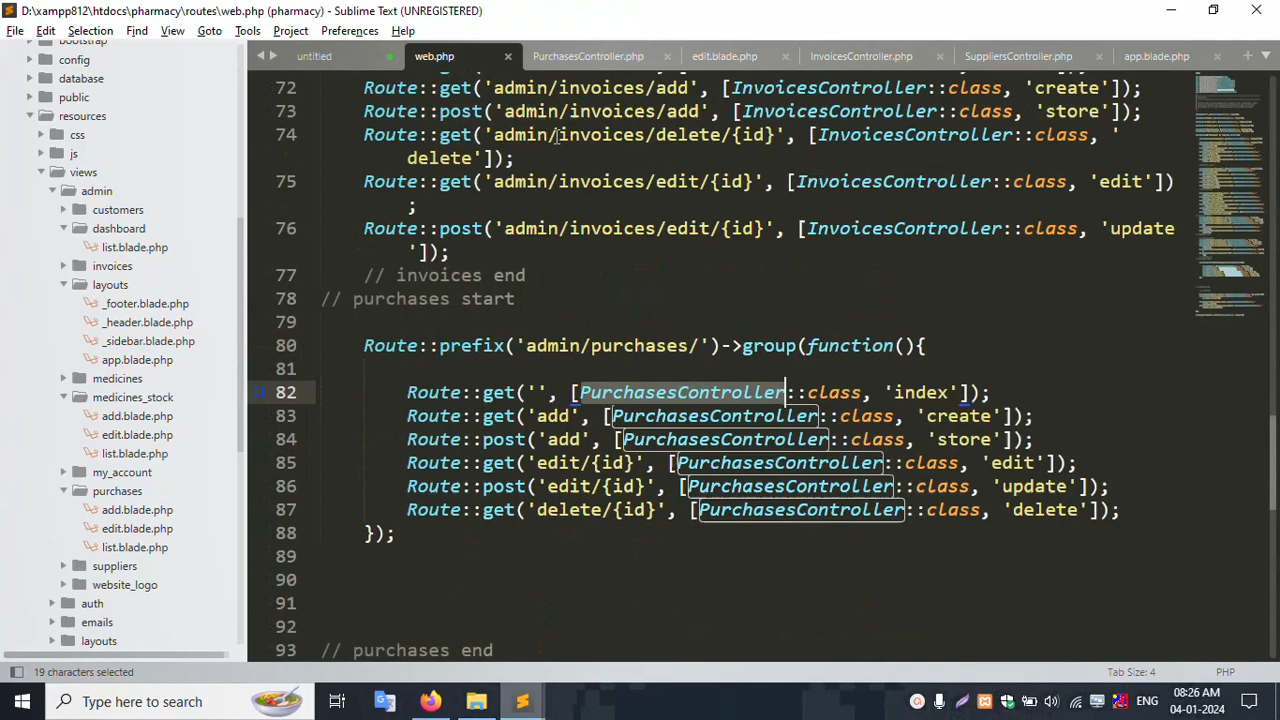 D:\xampp812\htdocs\pharmacy\routes\web.php (pharmacy) - Sublime Text (UNREGISTERED)
File Edit Selection Find View Goto Tools Project Preferences Help
untitled web.php PurchasesController.php edit.blade.php InvoicesController.php SuppliersController.php app.blade.php
bootstrap
config
database
public
resources
css
js
views
admin
customers
dashboard
list.blade.php
invoices
layouts
_footer.blade.php
_header.blade.php
_sidebar.blade.php
app.blade.php
medicines
medicines_stock
add.blade.php
edit.blade.php
list.blade.php
my_account
purchases
add.blade.php
edit.blade.php
list.blade.php
suppliers
website_logo
auth
emails
layouts
72 Route::get('admin/invoices/add', [InvoicesController::class, 'create']);
73 Route::post('admin/invoices/add', [InvoicesController::class, 'store']);
74 Route::get('admin/invoices/delete/{id}', [InvoicesController::class, '
delete']);
75 Route::get('admin/invoices/edit/{id}', [InvoicesController::class, 'edit'])
;
76 Route::post('admin/invoices/edit/{id}', [InvoicesController::class, 'update
']);
77 // invoices end
78 // purchases start
79
80 Route::prefix('admin/purchases/')->group(function(){
81
82 Route::get('', [PurchasesController::class, 'index']);
83 Route::get('add', [PurchasesController::class, 'create']);
84 Route::post('add', [PurchasesController::class, 'store']);
85 Route::get('edit/{id}', [PurchasesController::class, 'edit']);
86 Route::post('edit/{id}', [PurchasesController::class, 'update']);
87 Route::get('delete/{id}', [PurchasesController::class, 'delete']);
88 });
89
90
91
92
93 // purchases end
19 characters selected Tab Size: 4 PHP
Type here to search ENG 08:26 AM
04-01-2024